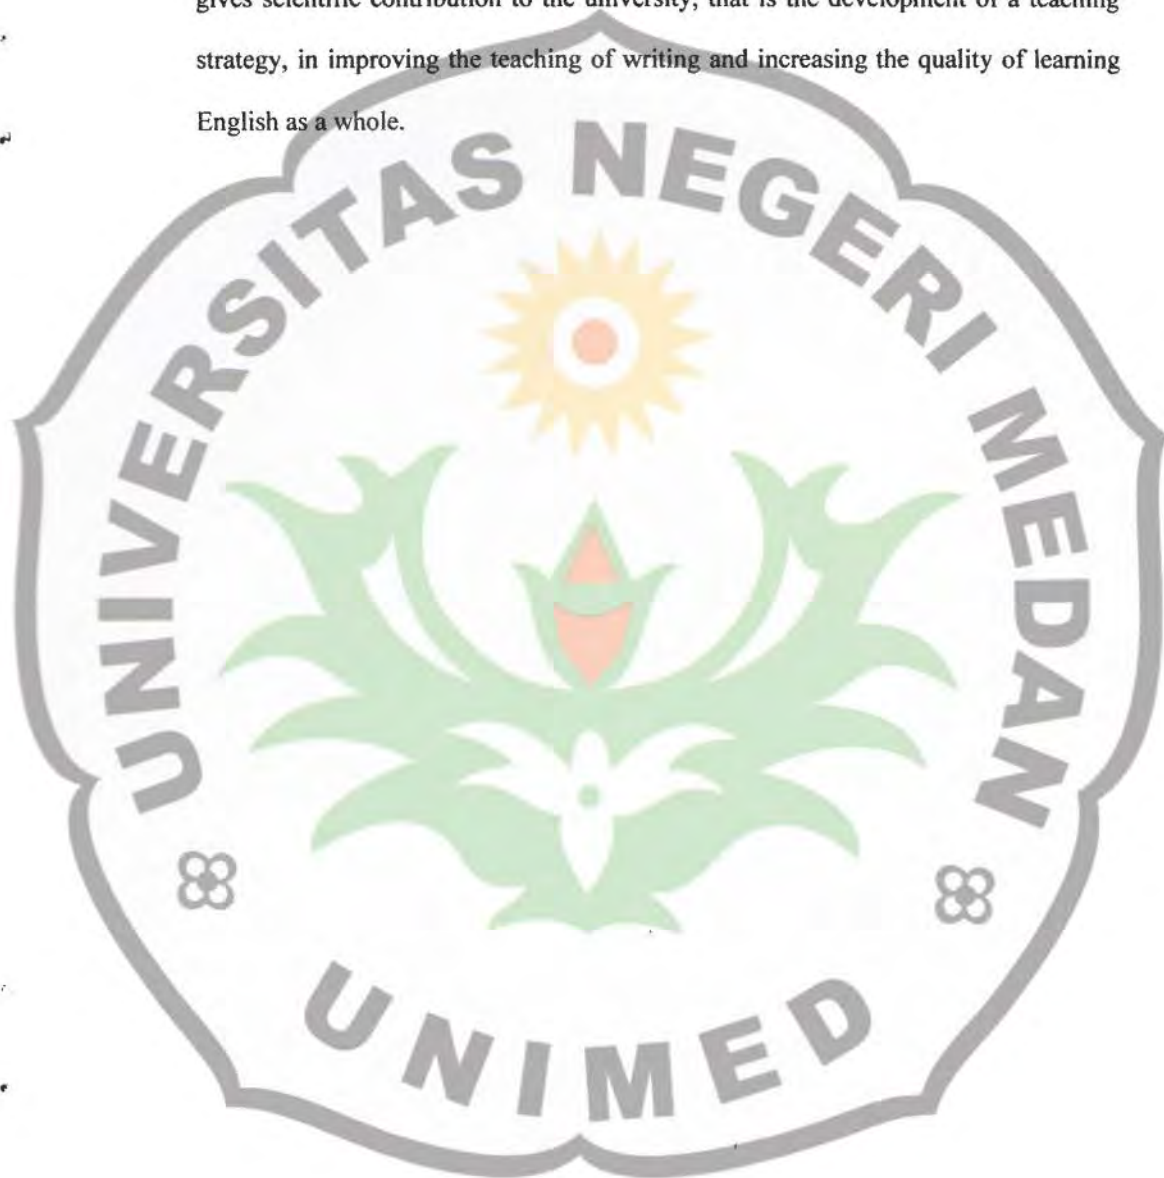 gives scientific contribution to the university, that is the development of a teaching
strategy, in improving the teaching of writing and increasing the quality of learning
English as a whole.
UNIVERSITAS NEGERI MEDAN
UNIMED